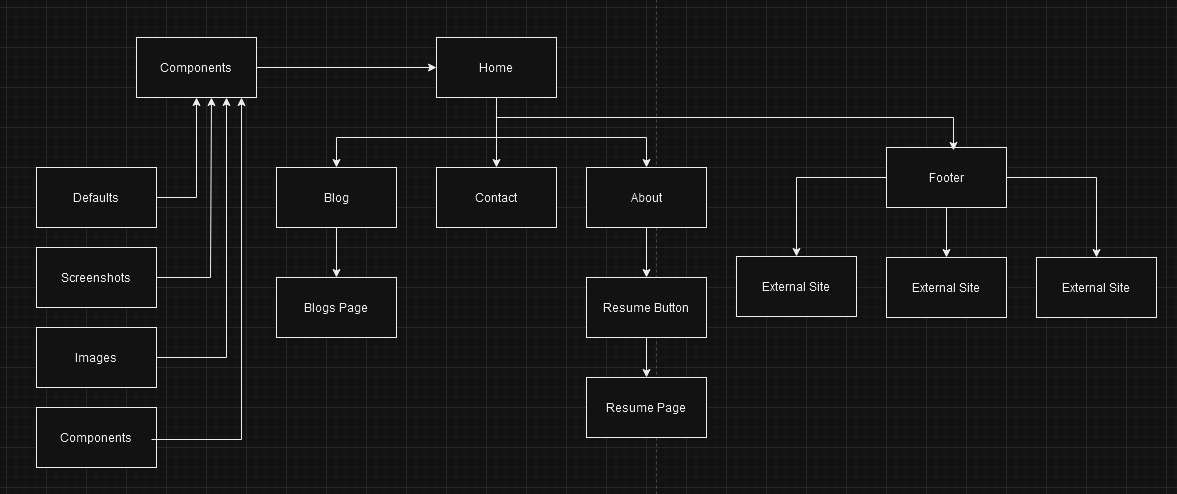 Components
Home
Defaults
Blog
Contact
About
Footer
Screenshots
Blogs Page
Resume Button
External Site
External Site
External Site
Images
Resume Page
Components